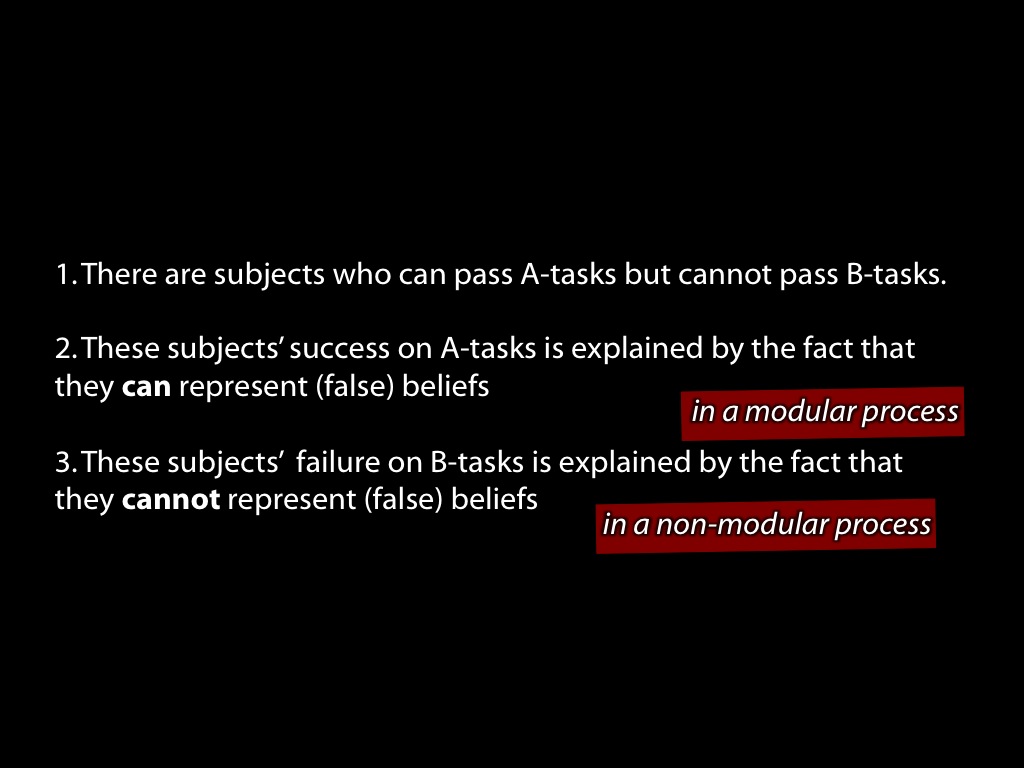 1. There are subjects who can pass A-tasks but cannot pass B-tasks.
2. These subjects’ success on A-tasks is explained by the fact that
they can represent (false) beliefs
in a modular process
3. These subjects’  failure on B-tasks is explained by the fact that
they cannot represent (false) beliefs
in a non-modular process